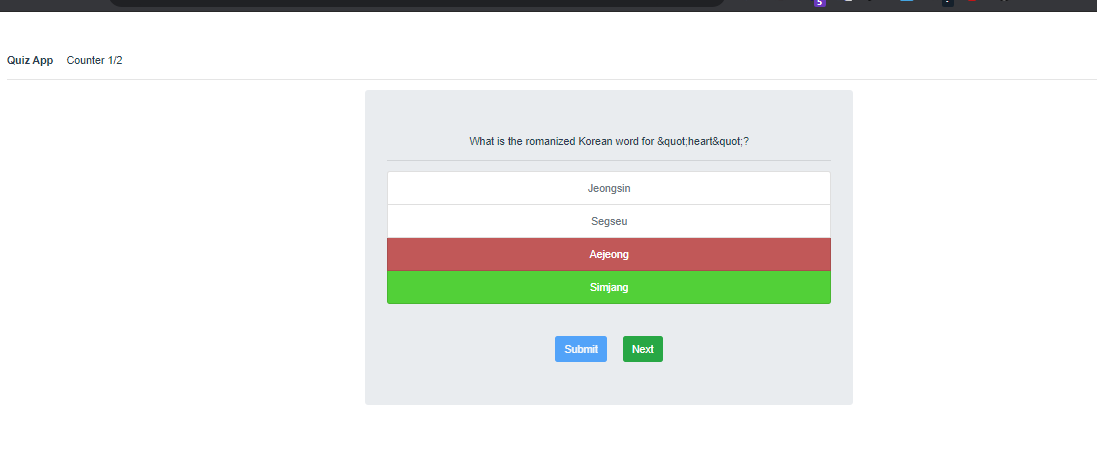 Quiz App Counter 1/2
What is the romanized Korean word for &quot;heart&quot;?
Jeongsin
Segseu
Aejeong
Simjang
Submit Next